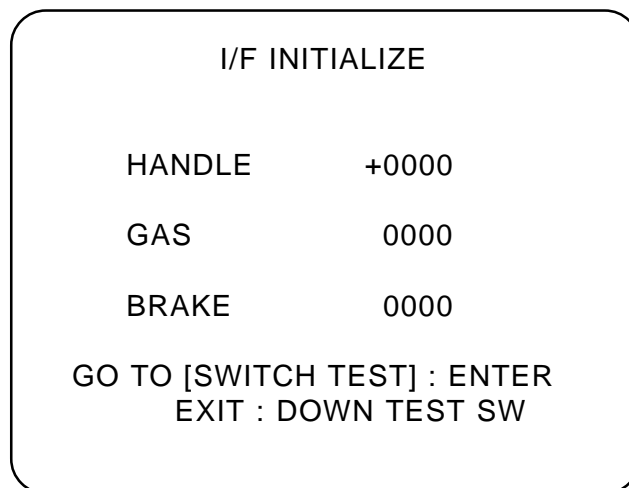 I/F INITIALIZE
HANDLE +0000
GAS 0000
BRAKE 0000
GO TO [SWITCH TEST] : ENTER
EXIT : DOWN TEST SW